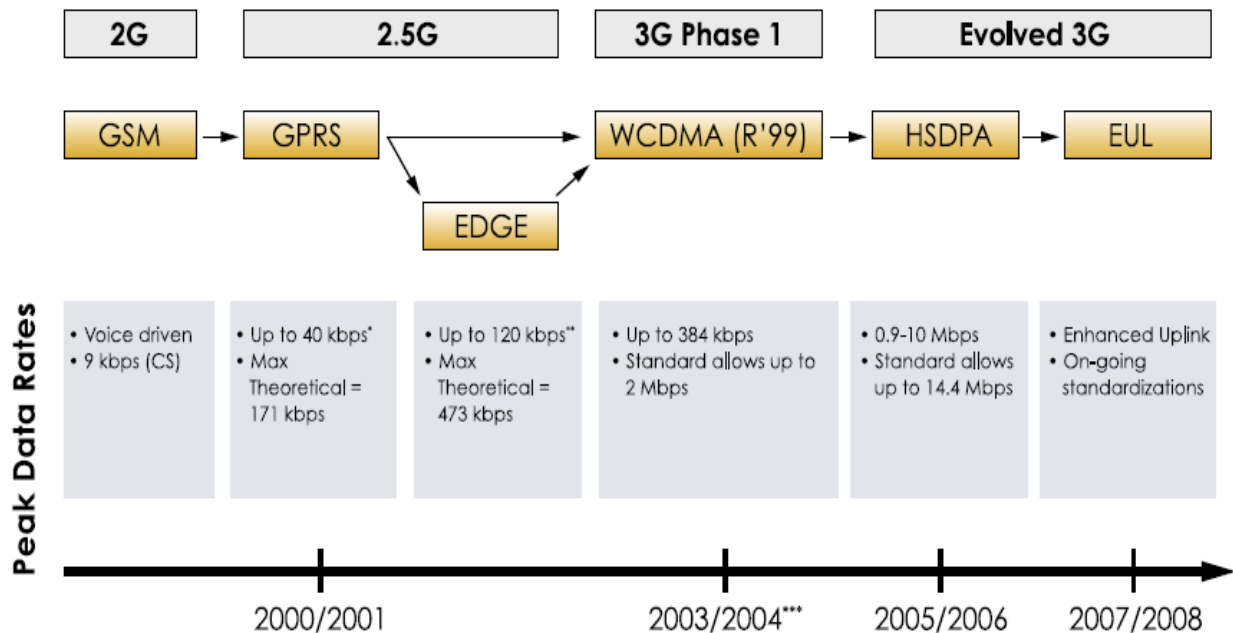 2G
2.5G
3G Phase 1
Evolved 3G
GSM
GPRS
WCDMA (R'99)
HSDPA
EUL
EDGE
Peak Data Rates
• Voice driven
• 9 kbps (CS)
• Up to 40 kbps*
• Max
Theoretical =
171 kbps
• Up to 120 kbps**
• Max
Theoretical =
473 kbps
• Up to 384 kbps
• Standard allows up to
2 Mbps
• 0.9-10 Mbps
• Standard allows
up to 14.4 Mbps
• Enhanced Uplink
• On-going
standardizations
2000/2001
2003/2004***
2005/2006
2007/2008